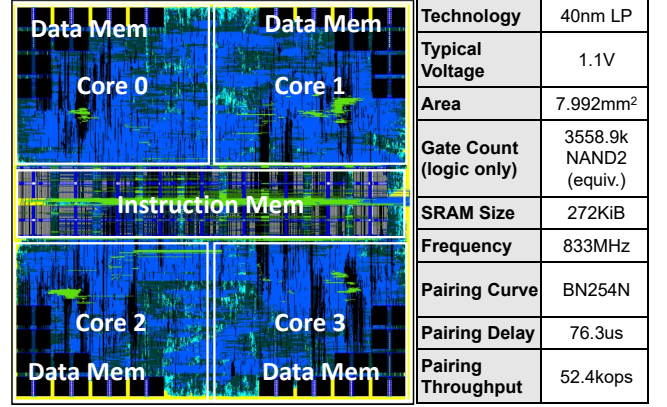 Data Mem
Data Mem
Core 0
Core 1
Instruction Mem
Core 2
Core 3
Data Mem
Data Mem
Technology 40nm LP
Typical
Voltage
1.1V
Area 7.992mm²
Gate Count
(logic only)
3558.9k
NAND2
(equiv.)
SRAM Size 272KiB
Frequency 833MHz
Pairing Curve BN254N
Pairing Delay 76.3us
Pairing
Throughput
52.4kops